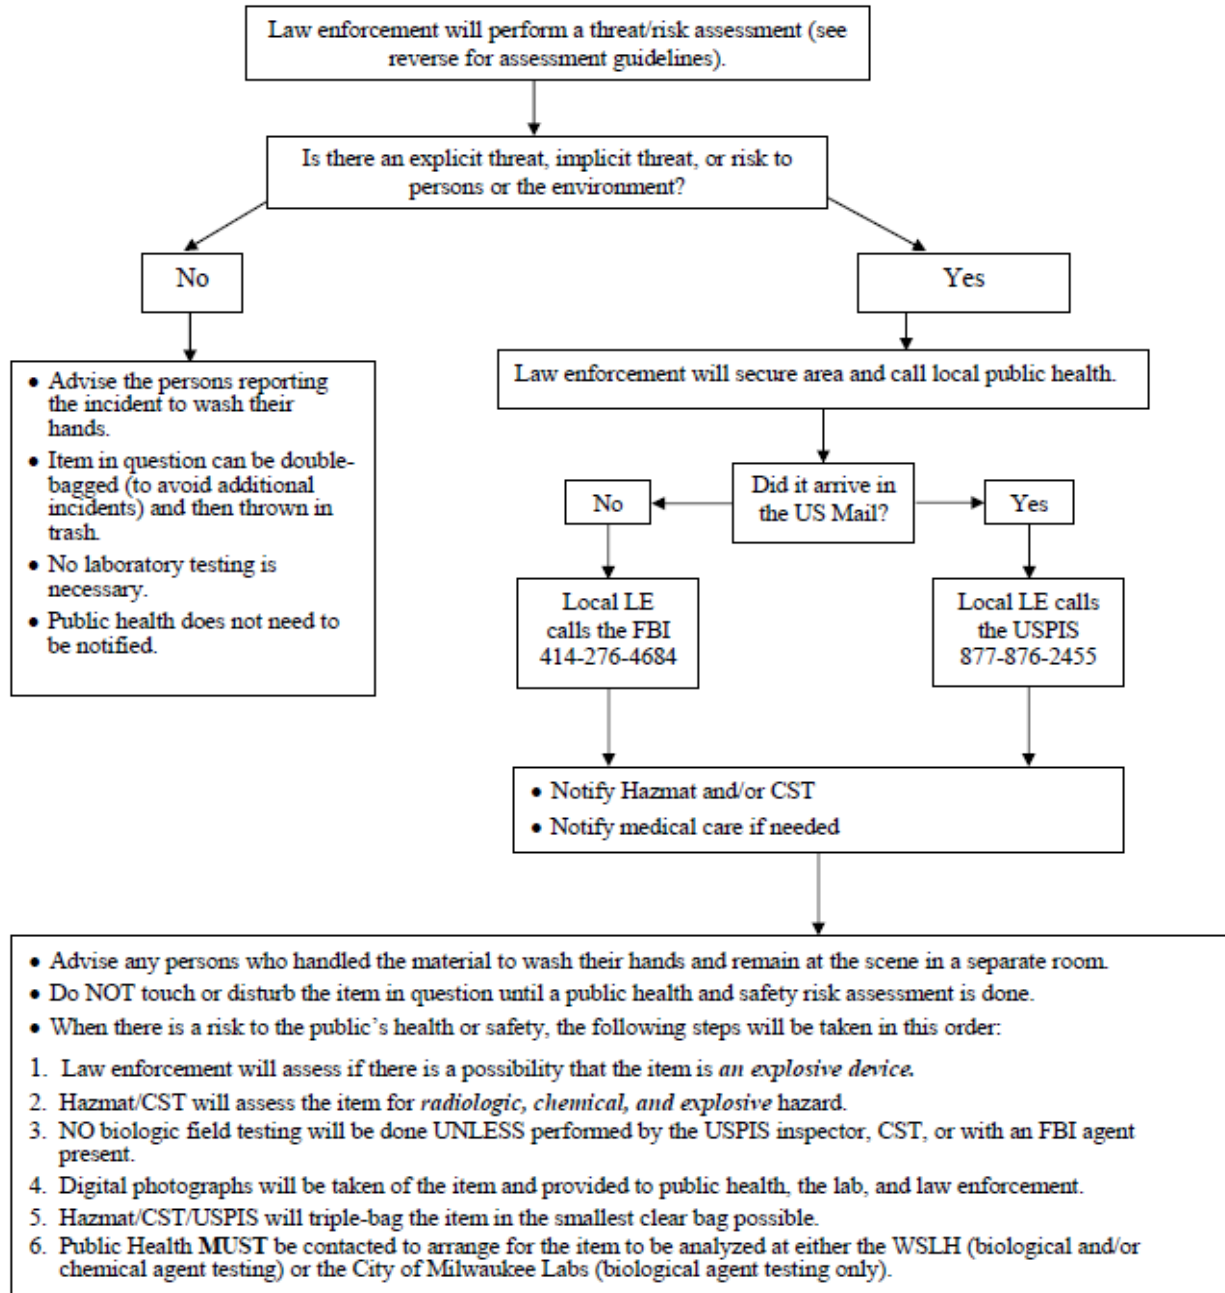 Law enforcement will perform a threat/risk assessment (see
reverse for assessment guidelines).
Is there an explicit threat, implicit threat, or risk to
persons or the environment?
No
Yes
• Advise the persons reporting
the incident to wash their
hands.
• Item in question can be double-
bagged (to avoid additional
incidents) and then thrown in
trash.
• No laboratory testing is
necessary.
• Public health does not need to
be notified.
Law enforcement will secure area and call local public health.
Did it arrive in
the US Mail?
No
Yes
Local LE
calls the FBI
414-276-4684
Local LE calls
the USPIS
877-876-2455
• Notify Hazmat and/or CST
• Notify medical care if needed
• Advise any persons who handled the material to wash their hands and remain at the scene in a separate room.
• Do NOT touch or disturb the item in question until a public health and safety risk assessment is done.
• When there is a risk to the public’s health or safety, the following steps will be taken in this order:
1. Law enforcement will assess if there is a possibility that the item is an explosive device.
2. Hazmat/CST will assess the item for radiologic, chemical, and explosive hazard.
3. NO biologic field testing will be done UNLESS performed by the USPIS inspector, CST, or with an FBI agent
present.
4. Digital photographs will be taken of the item and provided to public health, the lab, and law enforcement.
5. Hazmat/CST/USPIS will triple-bag the item in the smallest clear bag possible.
6. Public Health MUST be contacted to arrange for the item to be analyzed at either the WSLH (biological and/or
chemical agent testing) or the City of Milwaukee Labs (biological agent testing only).